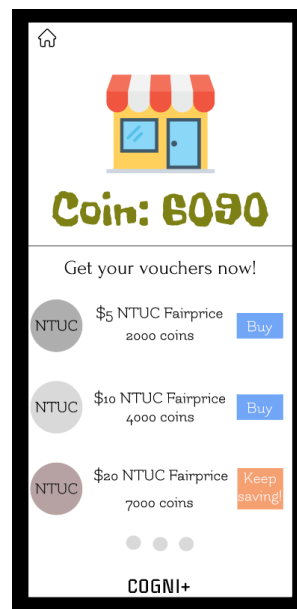 Coin: 6090
Get your vouchers now!
NTUC
$5 NTUC Fairprice
2000 coins
Buy
NTUC
$10 NTUC Fairprice
4000 coins
Buy
NTUC
$20 NTUC Fairprice
7000 coins
Keep
saving!
COGNI+